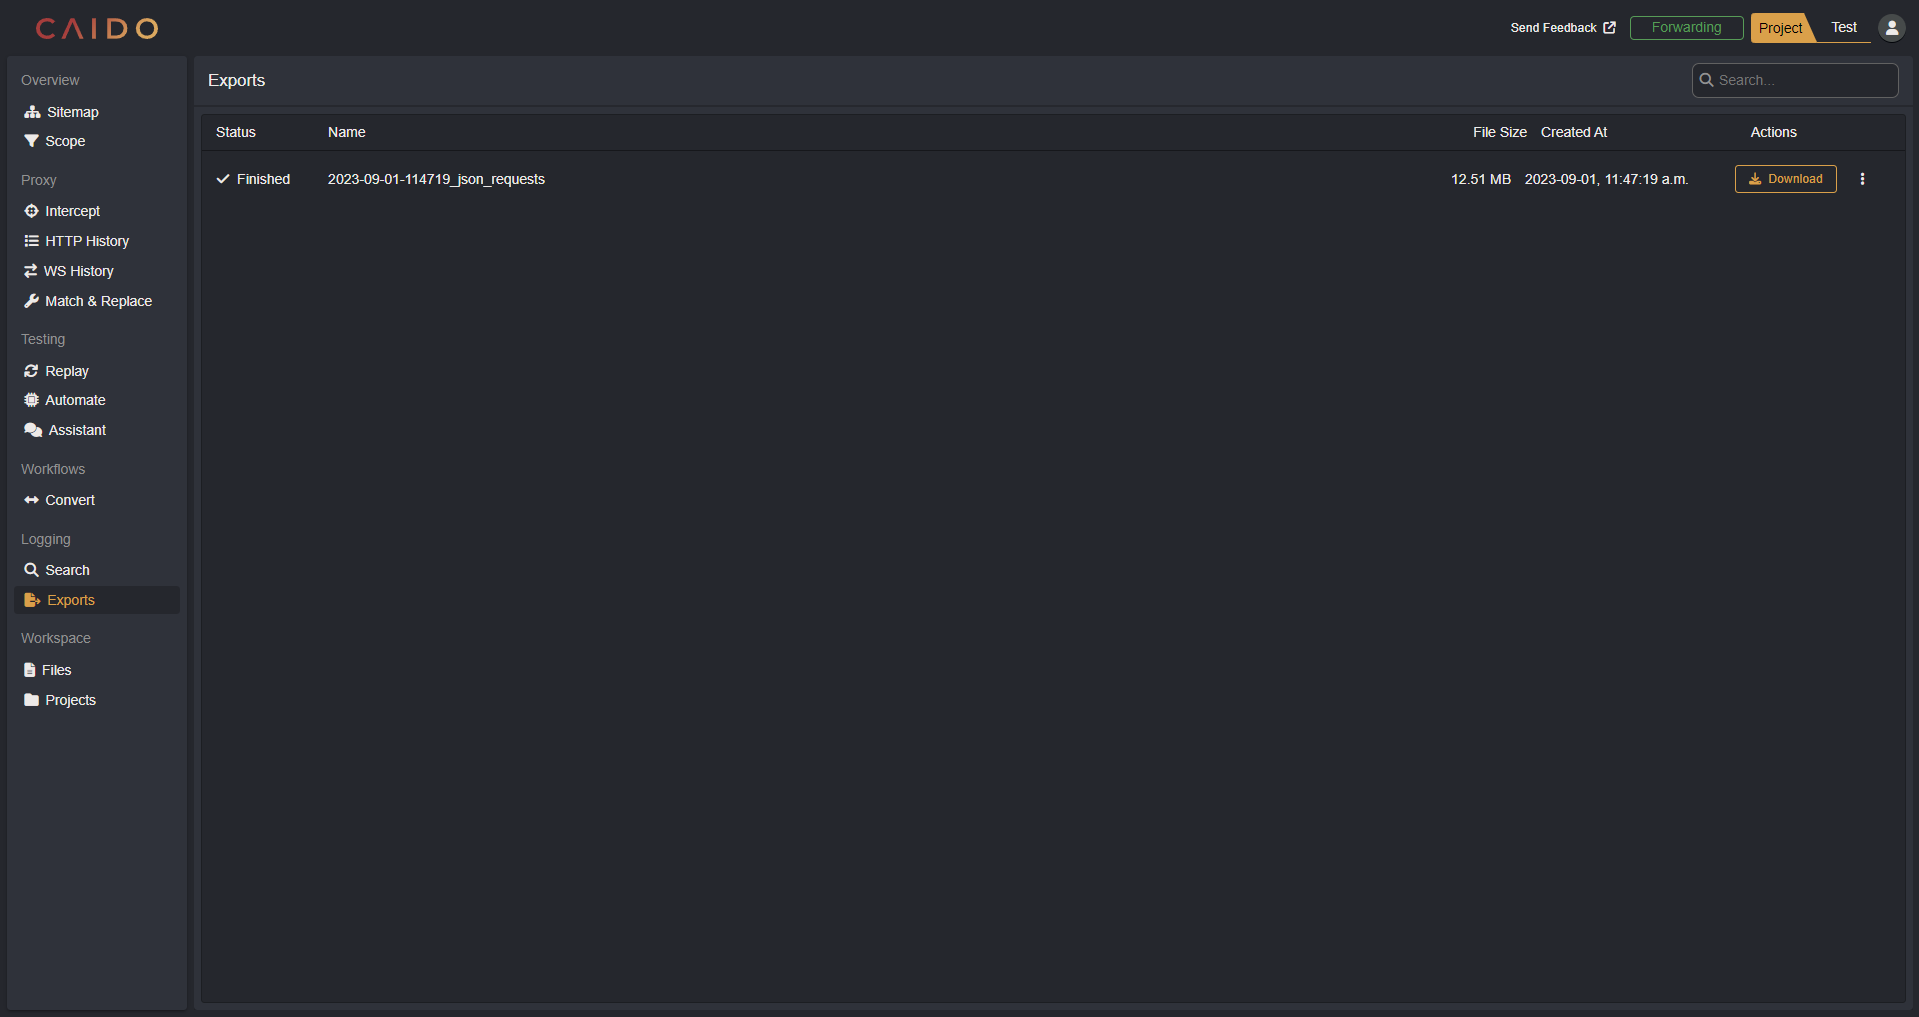 CAIDO
Send Feedback
Forwarding
Project
Test
Overview
Sitemap
Scope
Proxy
Intercept
HTTP History
WS History
Match & Replace
Testing
Replay
Automate
Assistant
Workflows
Convert
Logging
Search
Exports
Workspace
Files
Projects
Exports
Search...
Status Name File Size Created At Actions
Finished 2023-09-01-114719_json_requests 12.51 MB 2023-09-01, 11:47:19 a.m. Download